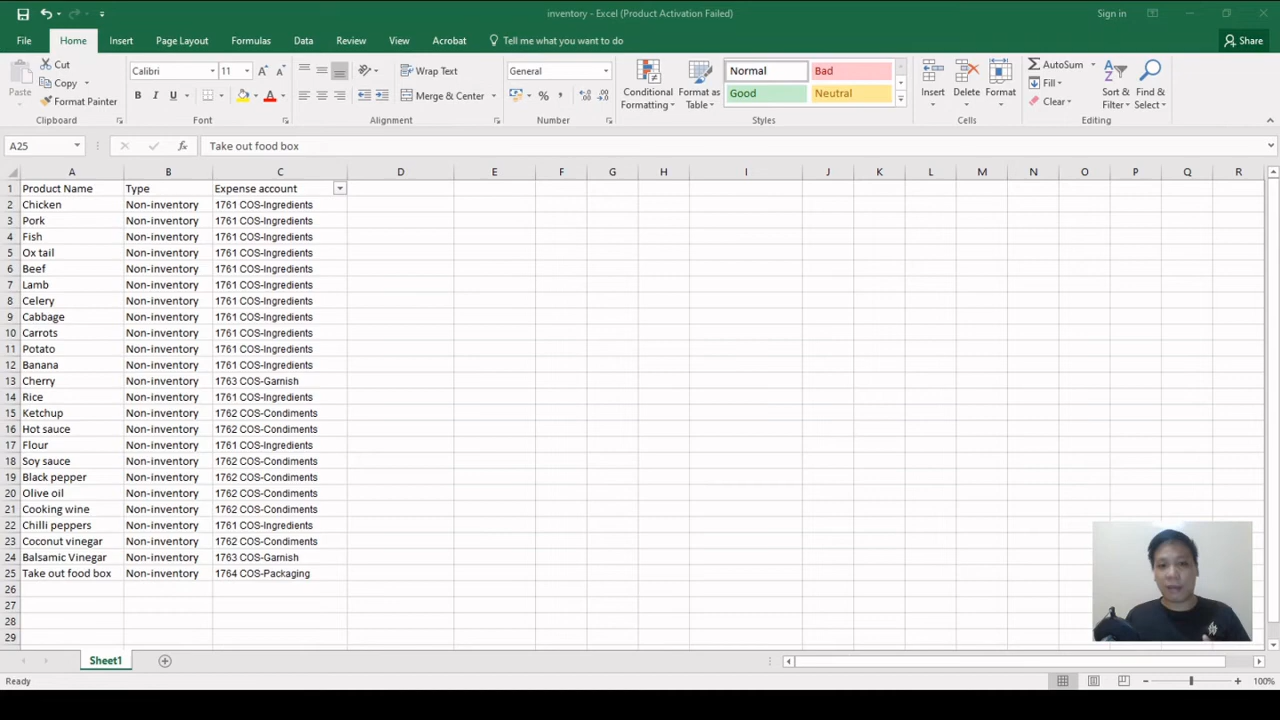 inventory - Excel (Product Activation Failed)
Sign in
File Home Insert Page Layout Formulas Data Review View Acrobat Tell me what you want to do Share
Paste
Cut
Copy
Format Painter
Clipboard
Calibri 11
B I U
Font
Wrap Text
Merge & Center
Alignment
General
Number
Conditional Formatting
Format as Table
Normal Bad
Good Neutral
Styles
Insert Delete Format
Cells
AutoSum
Fill
Clear
Sort & Filter
Find & Select
Editing
A25 fx Take out food box
A B C D E F G H I J K L M N O P Q R
1 Product Name Type Expense account
2 Chicken Non-inventory 1761 COS-Ingredients
3 Pork Non-inventory 1761 COS-Ingredients
4 Fish Non-inventory 1761 COS-Ingredients
5 Ox tail Non-inventory 1761 COS-Ingredients
6 Beef Non-inventory 1761 COS-Ingredients
7 Lamb Non-inventory 1761 COS-Ingredients
8 Celery Non-inventory 1761 COS-Ingredients
9 Cabbage Non-inventory 1761 COS-Ingredients
10 Carrots Non-inventory 1761 COS-Ingredients
11 Potato Non-inventory 1761 COS-Ingredients
12 Banana Non-inventory 1761 COS-Ingredients
13 Cherry Non-inventory 1763 COS-Garnish
14 Rice Non-inventory 1761 COS-Ingredients
15 Ketchup Non-inventory 1762 COS-Condiments
16 Hot sauce Non-inventory 1762 COS-Condiments
17 Flour Non-inventory 1761 COS-Ingredients
18 Soy sauce Non-inventory 1762 COS-Condiments
19 Black pepper Non-inventory 1762 COS-Condiments
20 Olive oil Non-inventory 1762 COS-Condiments
21 Cooking wine Non-inventory 1762 COS-Condiments
22 Chilli peppers Non-inventory 1761 COS-Ingredients
23 Coconut vinegar Non-inventory 1762 COS-Condiments
24 Balsamic Vinegar Non-inventory 1763 COS-Garnish
25 Take out food box Non-inventory 1764 COS-Packaging
26
27
28
29
Sheet1
Ready
100%